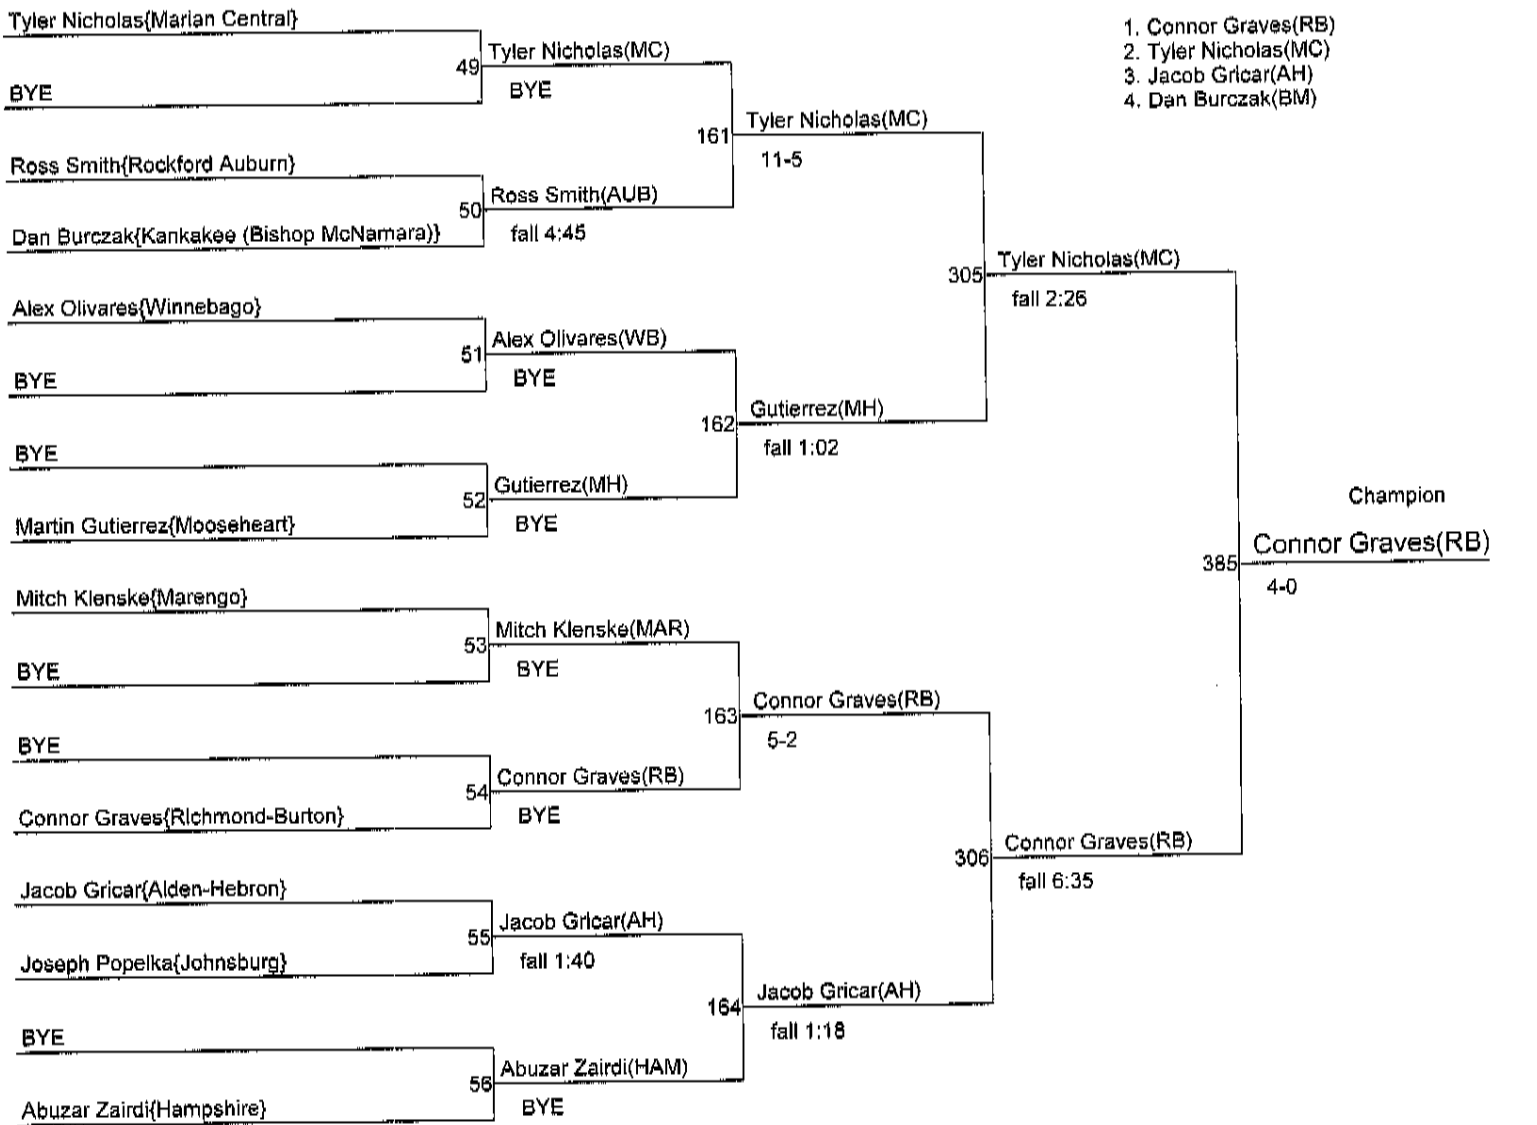 Tyler Nicholas{Marian Central}
BYE
Ross Smith{Rockford Auburn}
Dan Burczak{Kankakee (Bishop McNamara)}
Alex Olivares{Winnebago}
BYE
BYE
Martin Gutierrez{Mooseheart}
Mitch Klenske{Marengo}
BYE
BYE
Connor Graves{Richmond-Burton}
Jacob Gricar{Alden-Hebron}
Joseph Popelka{Johnsburg}
BYE
Abuzar Zairdi{Hampshire}
49
Tyler Nicholas(MC)
BYE
50
Ross Smith(AUB)
fall 4:45
51
Alex Olivares(WB)
BYE
52
Gutierrez(MH)
BYE
53
Mitch Klenske(MAR)
BYE
54
Connor Graves(RB)
BYE
55
Jacob Gricar(AH)
fall 1:40
56
Abuzar Zairdi(HAM)
BYE
161
Tyler Nicholas(MC)
11-5
162
Gutierrez(MH)
fall 1:02
163
Connor Graves(RB)
5-2
164
Jacob Gricar(AH)
fall 1:18
305
Tyler Nicholas(MC)
fall 2:26
306
Connor Graves(RB)
fall 6:35
1. Connor Graves(RB)
2. Tyler Nicholas(MC)
3. Jacob Gricar(AH)
4. Dan Burczak(BM)
Champion
385
Connor Graves(RB)
4-0